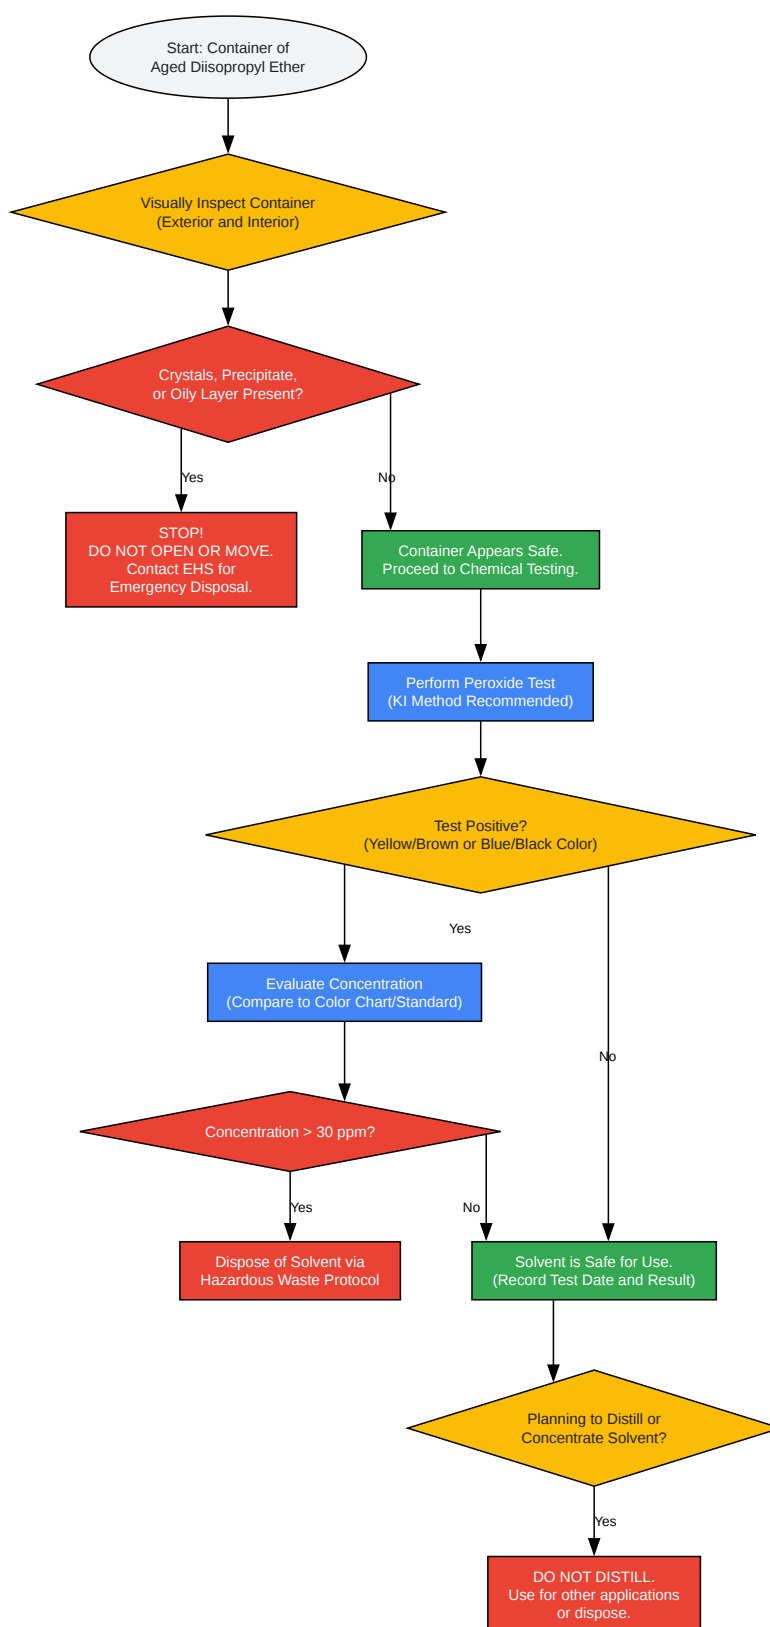 Start: Container of
Aged Diisopropyl Ether
Visually Inspect Container
(Exterior and Interior)
Crystals, Precipitate,
or Oily Layer Present?
Yes
No
STOP!
DO NOT OPEN OR MOVE.
Contact EHS for
Emergency Disposal.
Container Appears Safe.
Proceed to Chemical Testing.
Perform Peroxide Test
(KI Method Recommended)
Test Positive?
(Yellow/Brown or Blue/Black Color)
Yes
Evaluate Concentration
(Compare to Color Chart/Standard)
No
Concentration > 30 ppm?
Yes
No
Dispose of Solvent via
Hazardous Waste Protocol
Solvent is Safe for Use.
(Record Test Date and Result)
Planning to Distill or
Concentrate Solvent?
Yes
DO NOT DISTILL.
Use for other applications
or dispose.